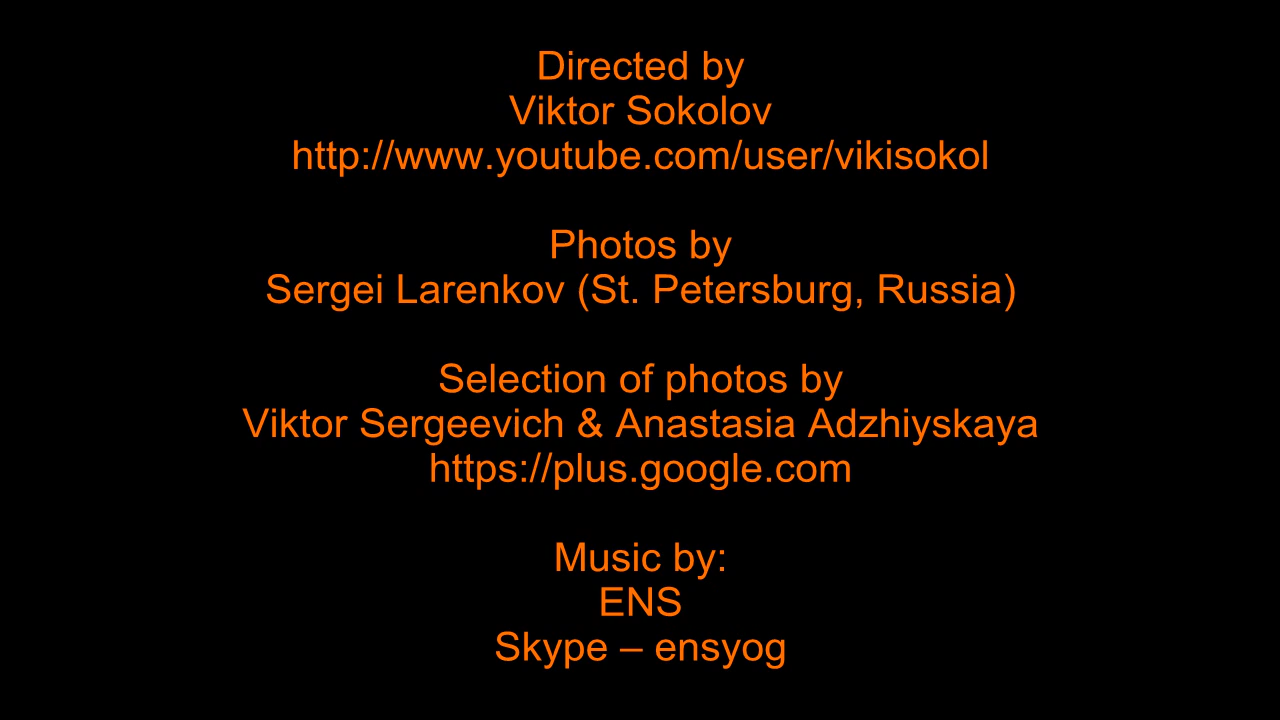 Directed by
Viktor Sokolov
http://www.youtube.com/user/vikisokol
Photos by
Sergei Larenkov (St. Petersburg, Russia)
Selection of photos by
Viktor Sergeevich & Anastasia Adzhiyskaya
https://plus.google.com
Music by:
ENS
Skype – ensyog